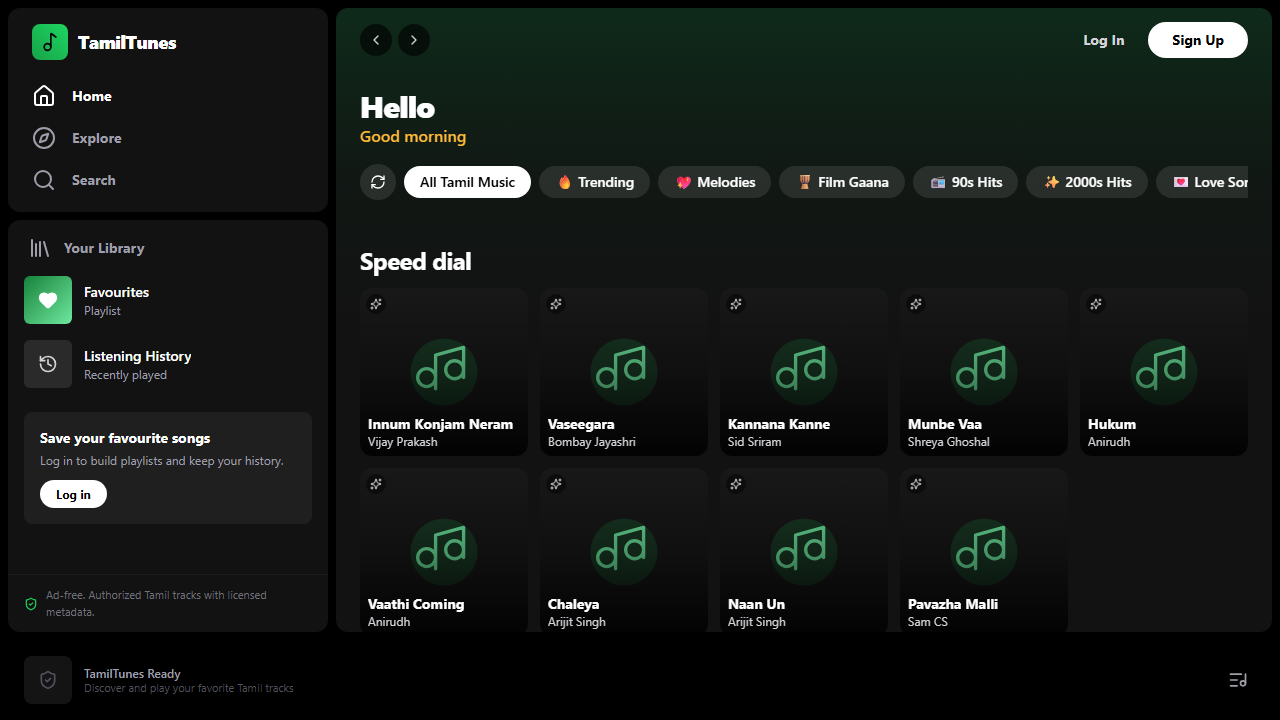 TamilTunes
Home
Explore
Search
Your Library
Favourites
Playlist
Listening History
Recently played
Save your favourite songs
Log in to build playlists and keep your history.
Log in
Ad-free. Authorized Tamil tracks with licensed
metadata.
Log In
Sign Up
Hello
Good morning
All Tamil Music
Trending
Melodies
Film Gaana
90s Hits
2000s Hits
Love Sor
Speed dial
Innum Konjam Neram
Vijay Prakash
Vaseegara
Bombay Jayashri
Kannana Kanne
Sid Sriram
Munbe Vaa
Shreya Ghoshal
Hukum
Anirudh
Vaathi Coming
Anirudh
Chaleya
Arijit Singh
Naan Un
Arijit Singh
Pavazha Malli
Sam CS
TamilTunes Ready
Discover and play your favorite Tamil tracks